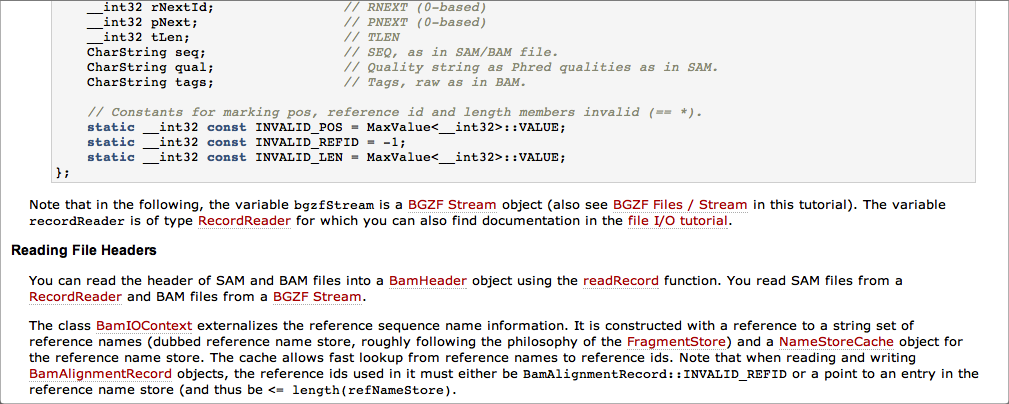 __int32 rNextId; // RNEXT (0-based)
__int32 pNext; // PNEXT (0-based)
__int32 tLen; // TLEN
CharString seq; // SEQ, as in SAM/BAM file.
CharString qual; // Quality string as Phred qualities as in SAM.
CharString tags; // Tags, raw as in BAM.
// Constants for marking pos, reference id and length members invalid (== *).
static __int32 const INVALID_POS = MaxValue<__int32>::VALUE;
static __int32 const INVALID_REFID = -1;
static __int32 const INVALID_LEN = MaxValue<__int32>::VALUE;
};
Note that in the following, the variable bgzfStream is a BGZF Stream object (also see BGZF Files / Stream in this tutorial). The variable
recordReader is of type RecordReader for which you can also find documentation in the file I/O tutorial.
Reading File Headers
You can read the header of SAM and BAM files into a BamHeader object using the readRecord function. You read SAM files from a
RecordReader and BAM files from a BGZF Stream.
The class BamIOContext externalizes the reference sequence name information. It is constructed with a reference to a string set of
reference names (dubbed reference name store, roughly following the philosophy of the FragmentStore) and a NameStoreCache object for
the reference name store. The cache allows fast lookup from reference names to reference ids. Note that when reading and writing
BamAlignmentRecord objects, the reference ids used in it must either be BamAlignmentRecord::INVALID_REFID or a point to an entry in the
reference name store (and thus be <= length(refNameStore).